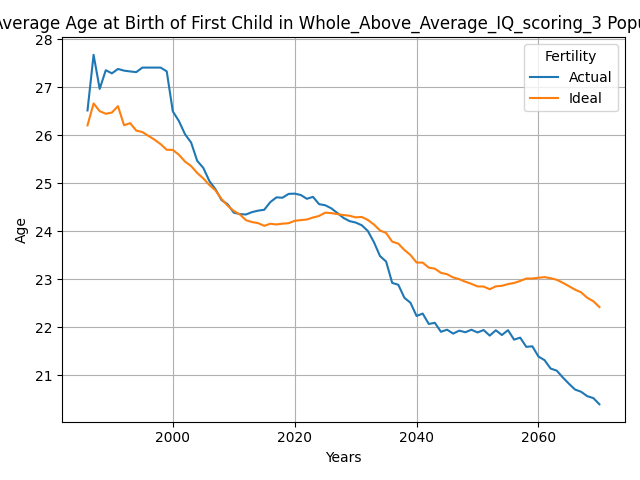 Average Age at Birth of First Child in Whole_Above_Average_IQ_scoring_3
28
27
26
25
24
23
22
21
Age
2000
2020
2040
2060
Years
Fertility
Actual
Ideal